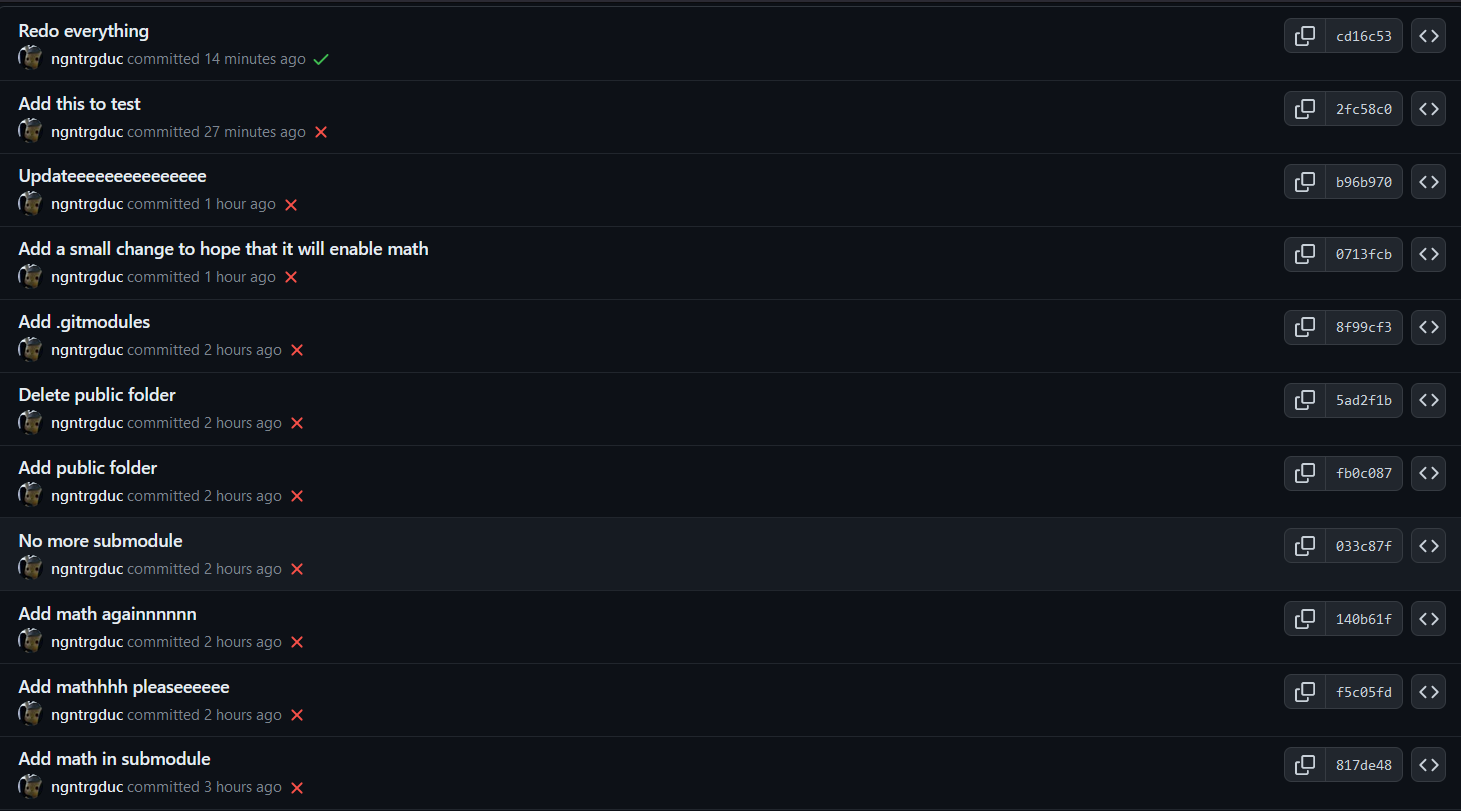 Redo everything
cd16c53
ngntrgduc committed 14 minutes ago
Add this to test
2fc58c0
ngntrgduc committed 27 minutes ago
Updateeeeeeeeeeeeeee
b96b970
ngntrgduc committed 1 hour ago
Add a small change to hope that it will enable math
0713fcb
ngntrgduc committed 1 hour ago
Add .gitmodules
8f99cf3
ngntrgduc committed 2 hours ago
Delete public folder
5ad2f1b
ngntrgduc committed 2 hours ago
Add public folder
fb0c087
ngntrgduc committed 2 hours ago
No more submodule
033c87f
ngntrgduc committed 2 hours ago
Add math againnnnnn
140b61f
ngntrgduc committed 2 hours ago
Add mathhhh pleaseeeeee
f5c05fd
ngntrgduc committed 2 hours ago
Add math in submodule
817de48
ngntrgduc committed 3 hours ago